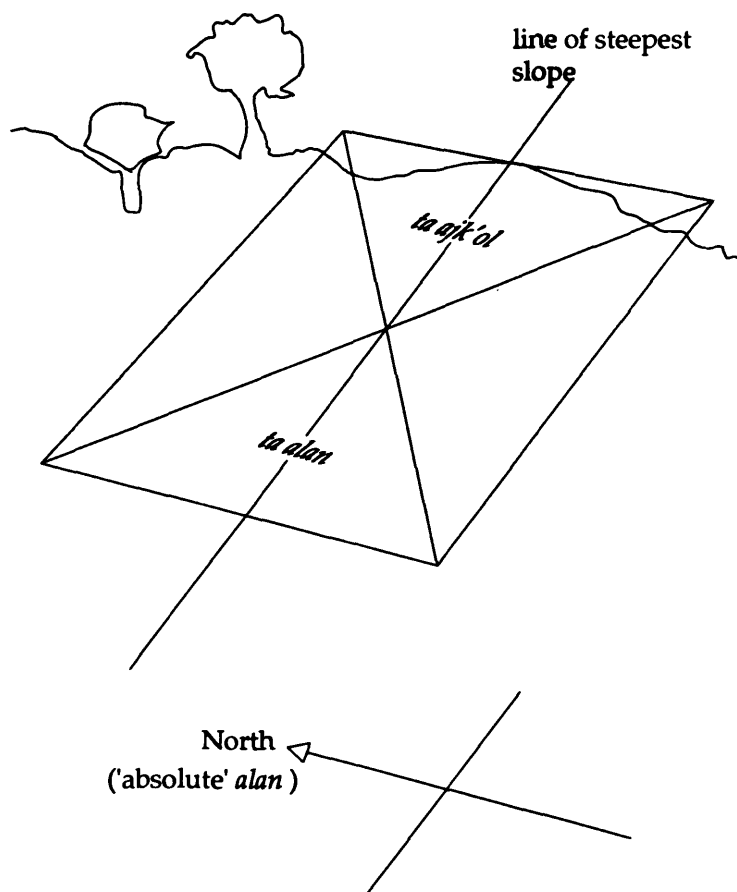 line of steepest
slope
ta ajk'ol
ta alan
North
('absolute' alan )